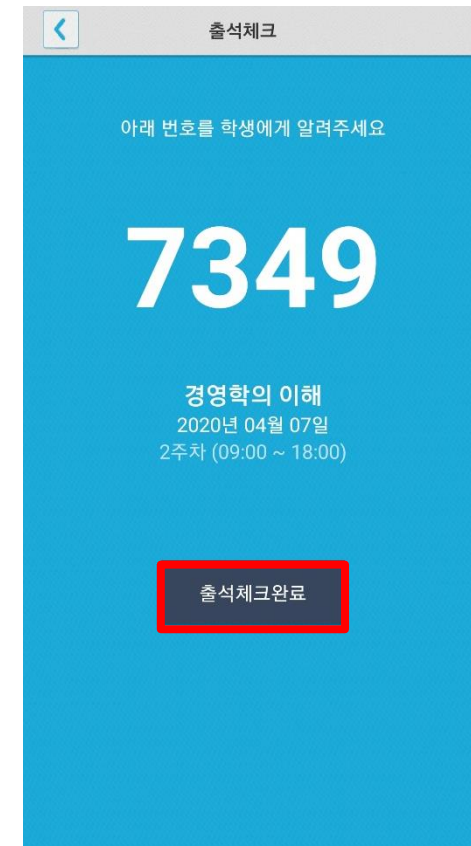 출석체크
아래 번호를 학생에게 알려주세요
7349
경영학의 이해
2020년 04월 07일
2주차 (09:00 ~ 18:00)
출석체크완료